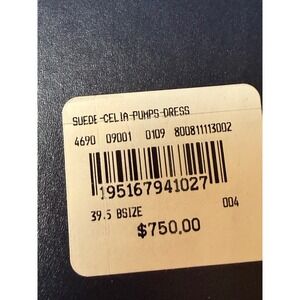 SUEDE-CELIA-PUMPS-DRESS
4690 09001 0109 800811113002
195167941027
39.5 BSIZE 004
$750.00